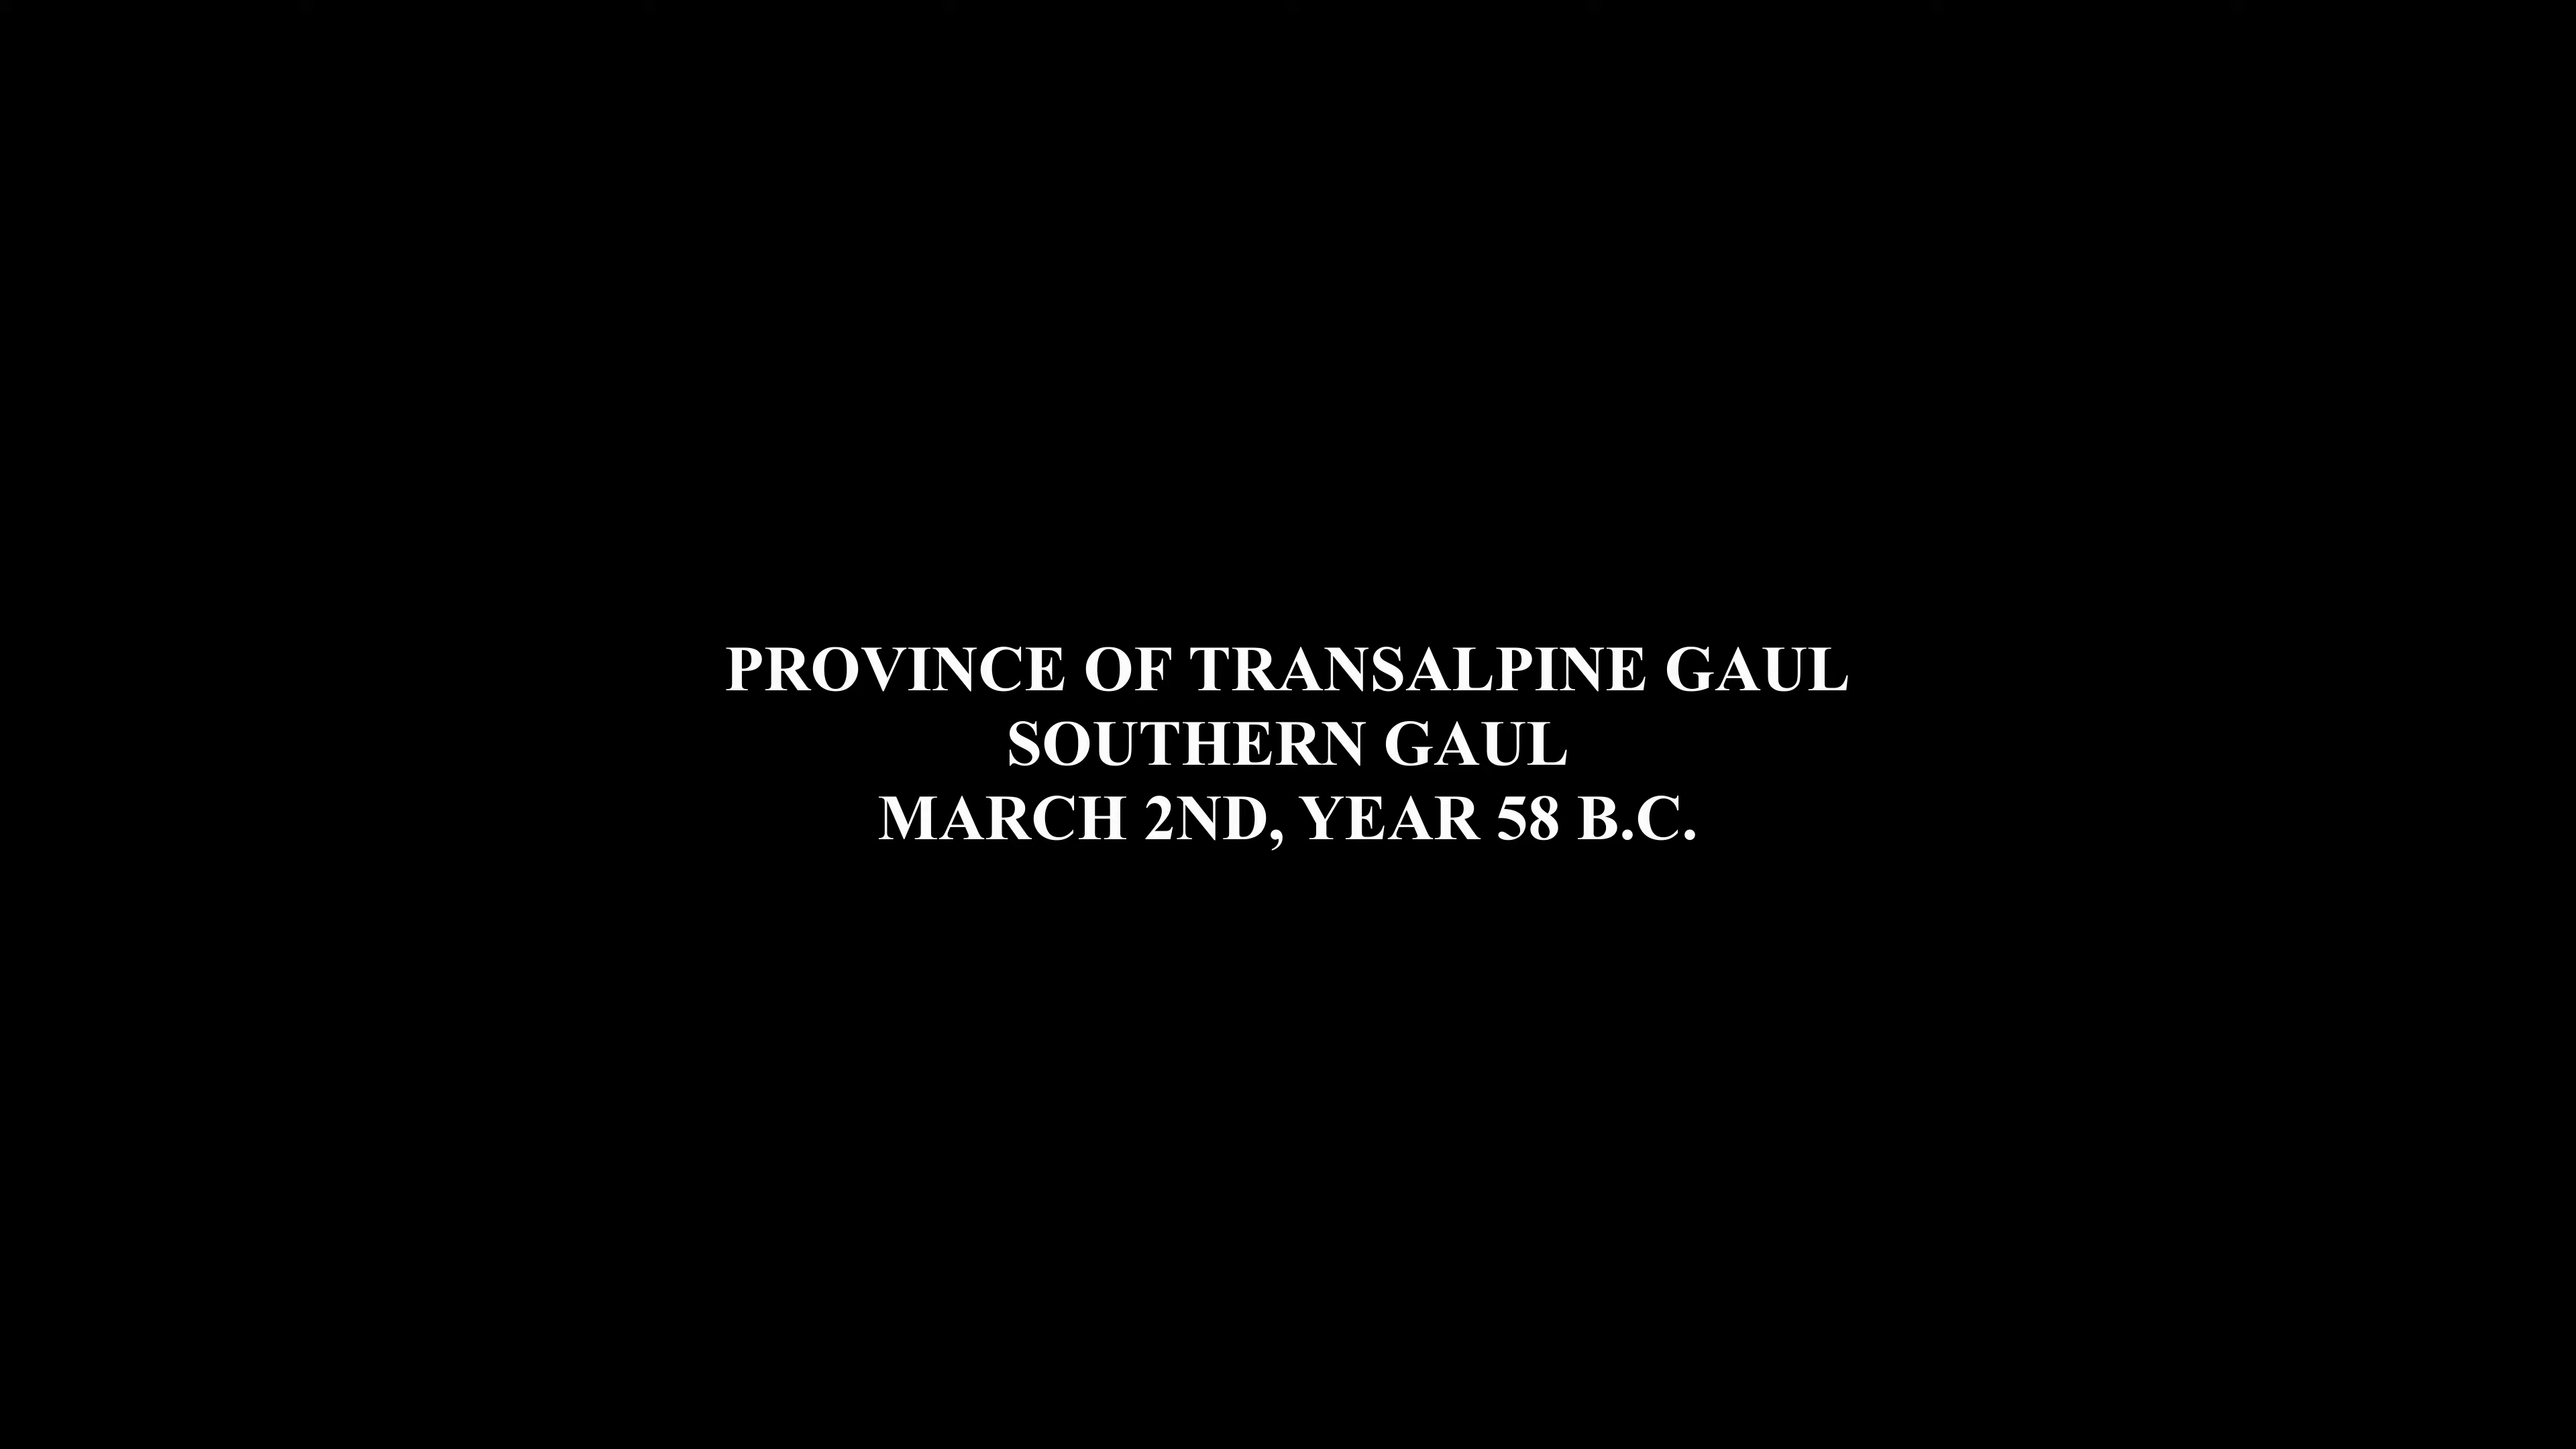 PROVINCE OF TRANSALPINE GAUL
SOUTHERN GAUL
MARCH 2ND, YEAR 58 B.C.